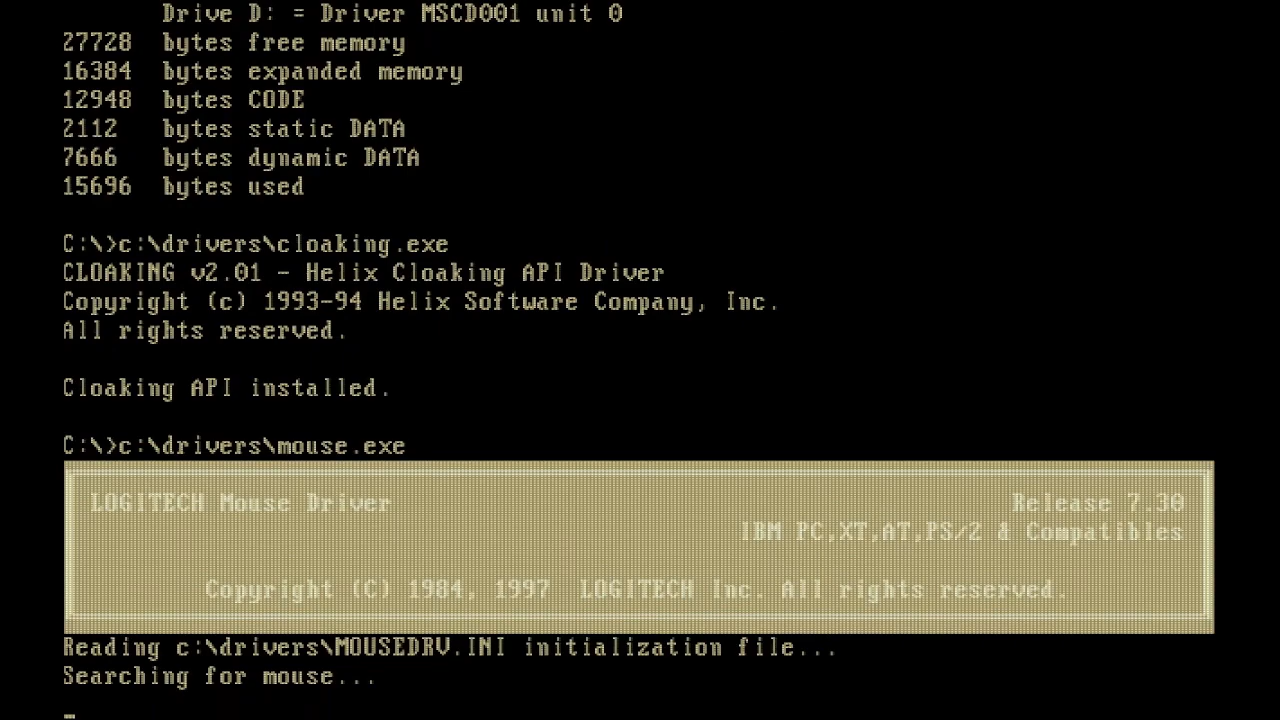 Drive D: = Driver MSCD001 unit 0
27728 bytes free memory
16384 bytes expanded memory
12948 bytes CODE
2112 bytes static DATA
7666 bytes dynamic DATA
15696 bytes used
C:\>c:\drivers\cloaking.exe
CLOAKING v2.01 - Helix Cloaking API Driver
Copyright (c) 1993-94 Helix Software Company, Inc.
All rights reserved.
Cloaking API installed.
C:\>c:\drivers\mouse.exe
LOGITECH Mouse Driver Release 7.30
IBM PC,XT,AT,PS/2 & Compatibles
Copyright (C) 1984, 1997 LOGITECH Inc. All rights reserved.
Reading c:\drivers\MOUSEDRV.INI initialization file...
Searching for mouse...